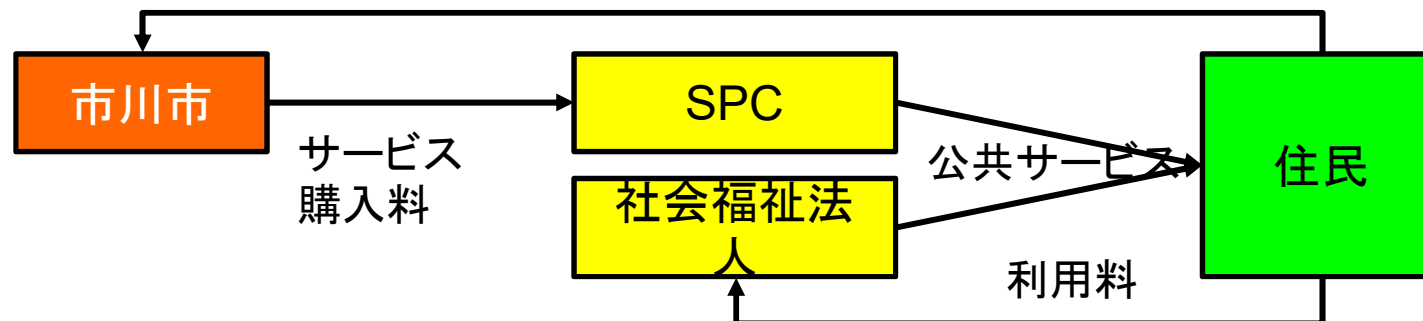 市川市
サービス
購入料
SPC
社会福祉法
人
公共サービス
利用料
住民